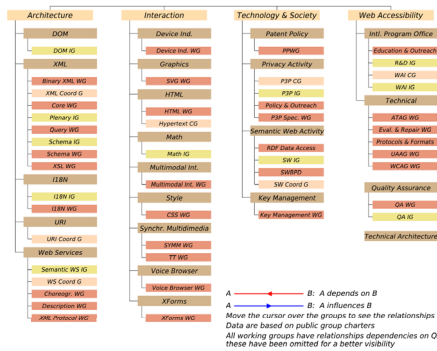 Architecture
DOM
DOM IG
XML
Binary XML WG
XML Coord G
Core WG
Plenary IG
Query WG
Schema IG
Schema WG
XSL WG
I18N
I18N IG
I18N WG
URI
URI Coord G
Web Services
Semantic WS IG
WS Coord G
Choreogr. WG
Description WG
XML Protocol WG
Interaction
Device Ind.
Device Ind. WG
Graphics
SVG WG
HTML
HTML WG
Hypertext CG
Math
Math IG
Multimodal Int.
Multimodal Int. WG
Style
CSS WG
Synchr. Multidimedia
SYMM WG
TT WG
Voice Browser
Voice Browser WG
XForms
XForms WG
Technology & Society
Patent Policy
PPWG
Privacy Activity
P3P CG
P3P IG
Policy & Outreach
P3P Spec. WG
Semantic Web Activity
RDF Data Access
SW IG
SWBPD
SW Coord G
Key Management
Key Management WG
Web Accessibility
Intl. Program Office
Education & Outreach
R&D IG
WAI CG
WAI IG
Technical
ATAG WG
Eval. & Repair WG
Protocols & Formats
UAAG WG
WCAG WG
Quality Assurance
QA WG
QA IG
Technical Architecture
A B: A depends on B
A B: A influences B
Move the cursor over the groups to see the relationships
Data are based on public group charters
All working groups have relationships dependencies on Q
these have been omitted for a better visibility